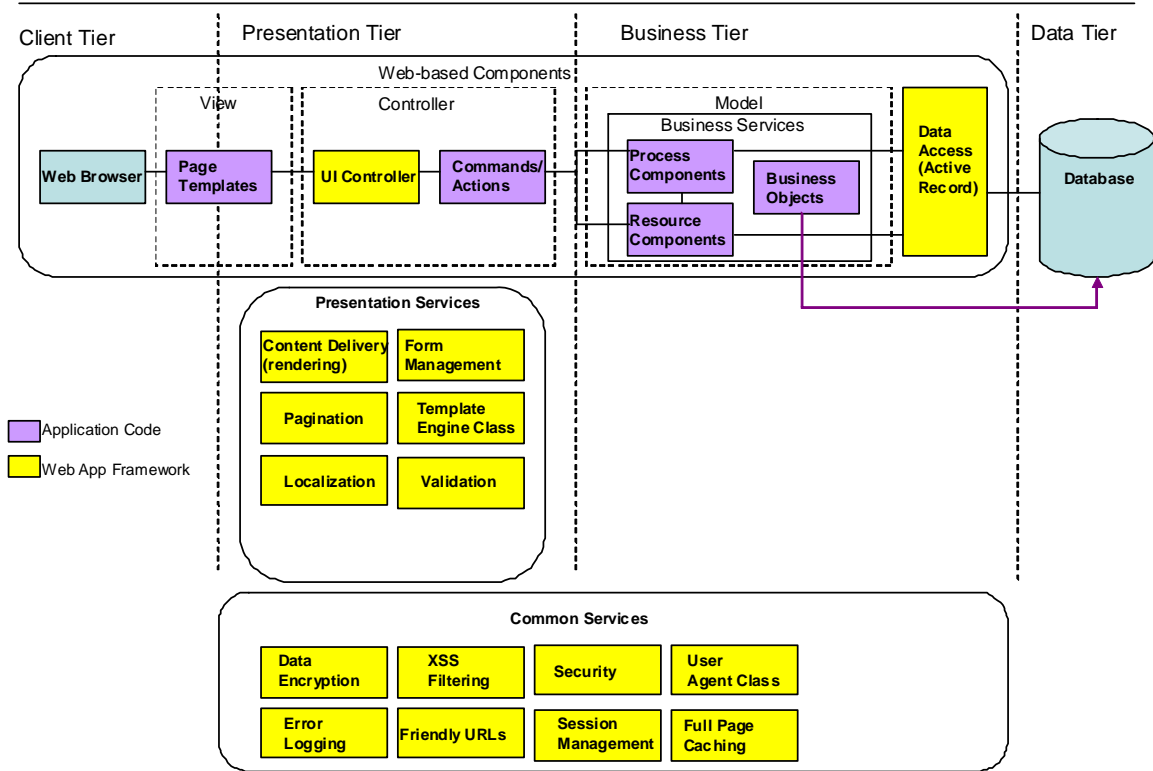 Client Tier
Presentation Tier
Business Tier
Data Tier
Web-based Components
View
Controller
Model
Business Services
Web Browser
Page
Templates
UI Controller
Commands/
Actions
Process
Components
Resource
Components
Business
Objects
Data
Access
(Active
Record)
Database
Presentation Services
Content Delivery
(rendering)
Form
Management
Pagination
Template
Engine Class
Localization
Validation
Application Code
Web App Framework
Common Services
Data
Encryption
XSS
Filtering
Security
User
Agent Class
Error
Logging
Friendly URLs
Session
Management
Full Page
Caching